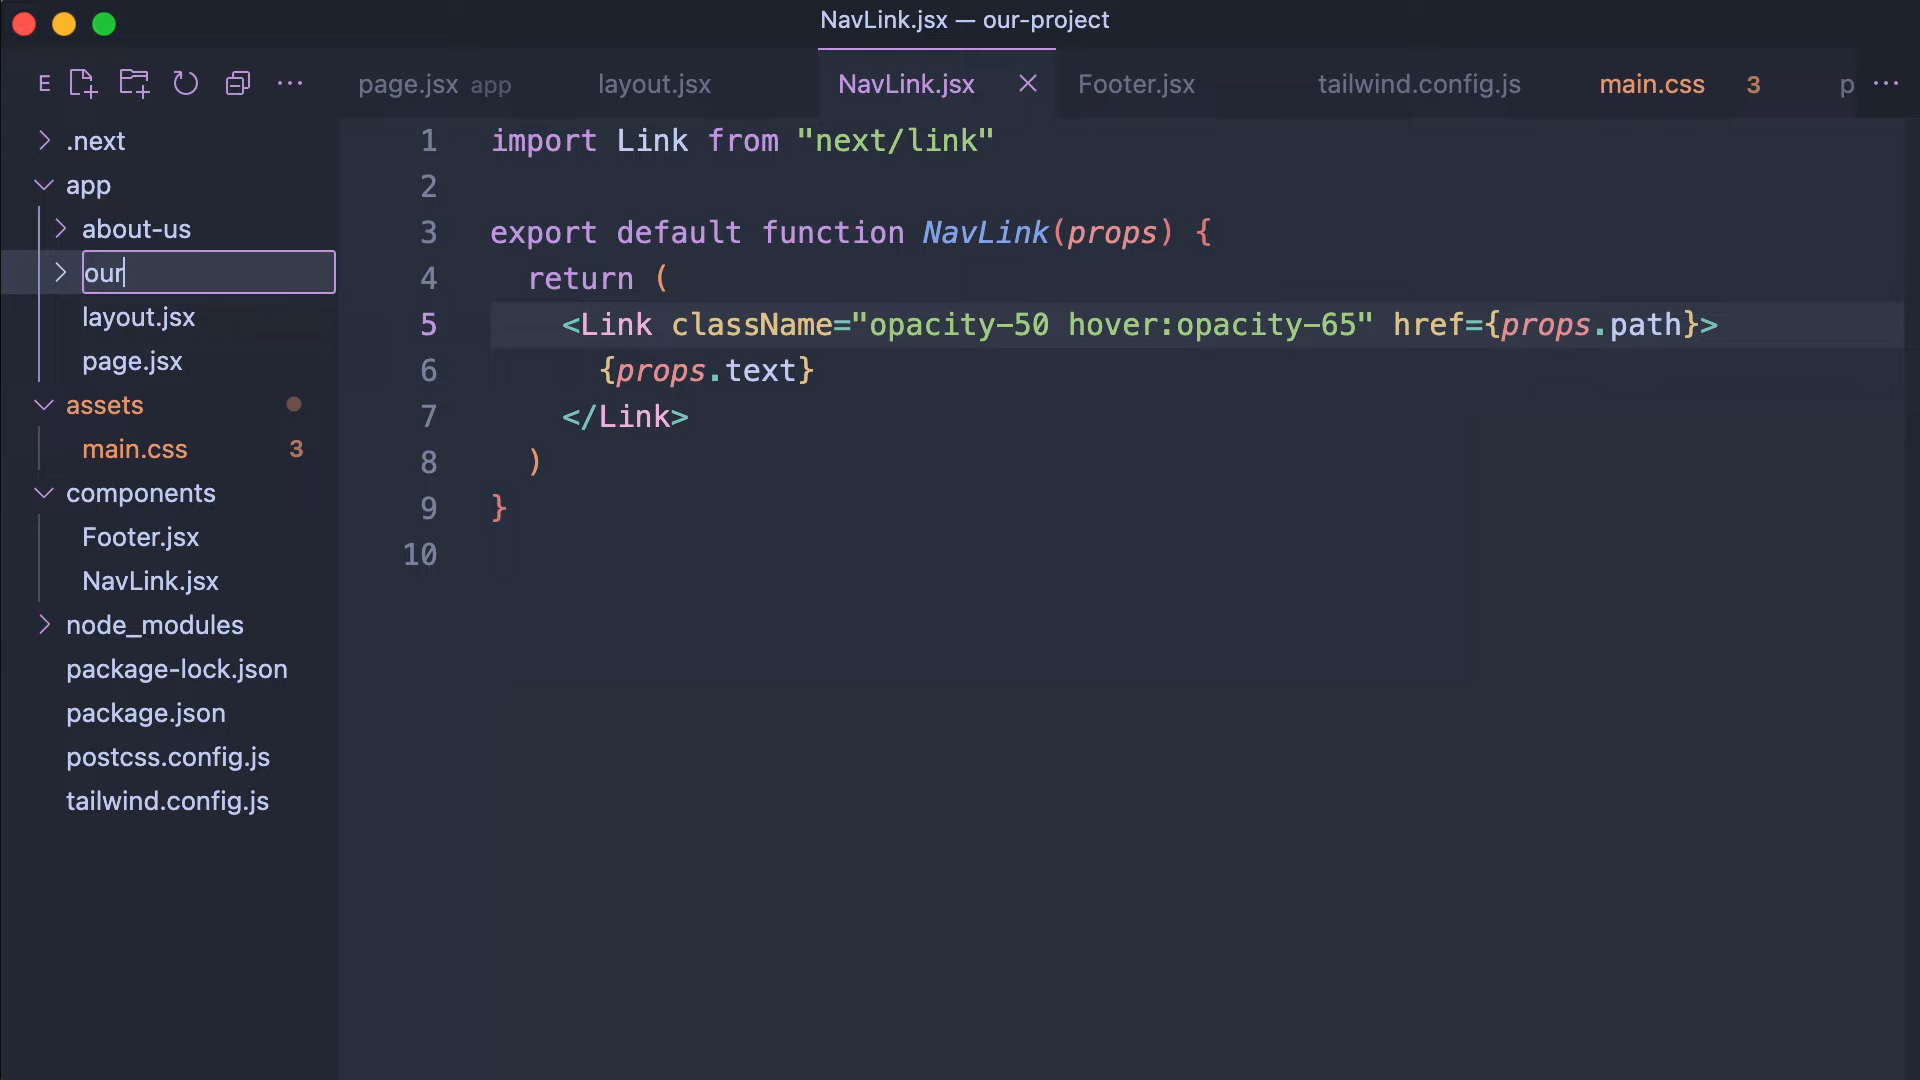 NavLink.jsx — our-project
E
page.jsx app
layout.jsx
NavLink.jsx
Footer.jsx
tailwind.config.js
main.css 3
p
.next
app
about-us
our
layout.jsx
page.jsx
assets
main.css 3
components
Footer.jsx
NavLink.jsx
node_modules
package-lock.json
package.json
postcss.config.js
tailwind.config.js
1 import Link from "next/link"
2
3 export default function NavLink(props) {
4 return (
5 <Link className="opacity-50 hover:opacity-65" href={props.path}>
6 {props.text}
7 </Link>
8 )
9 }
10